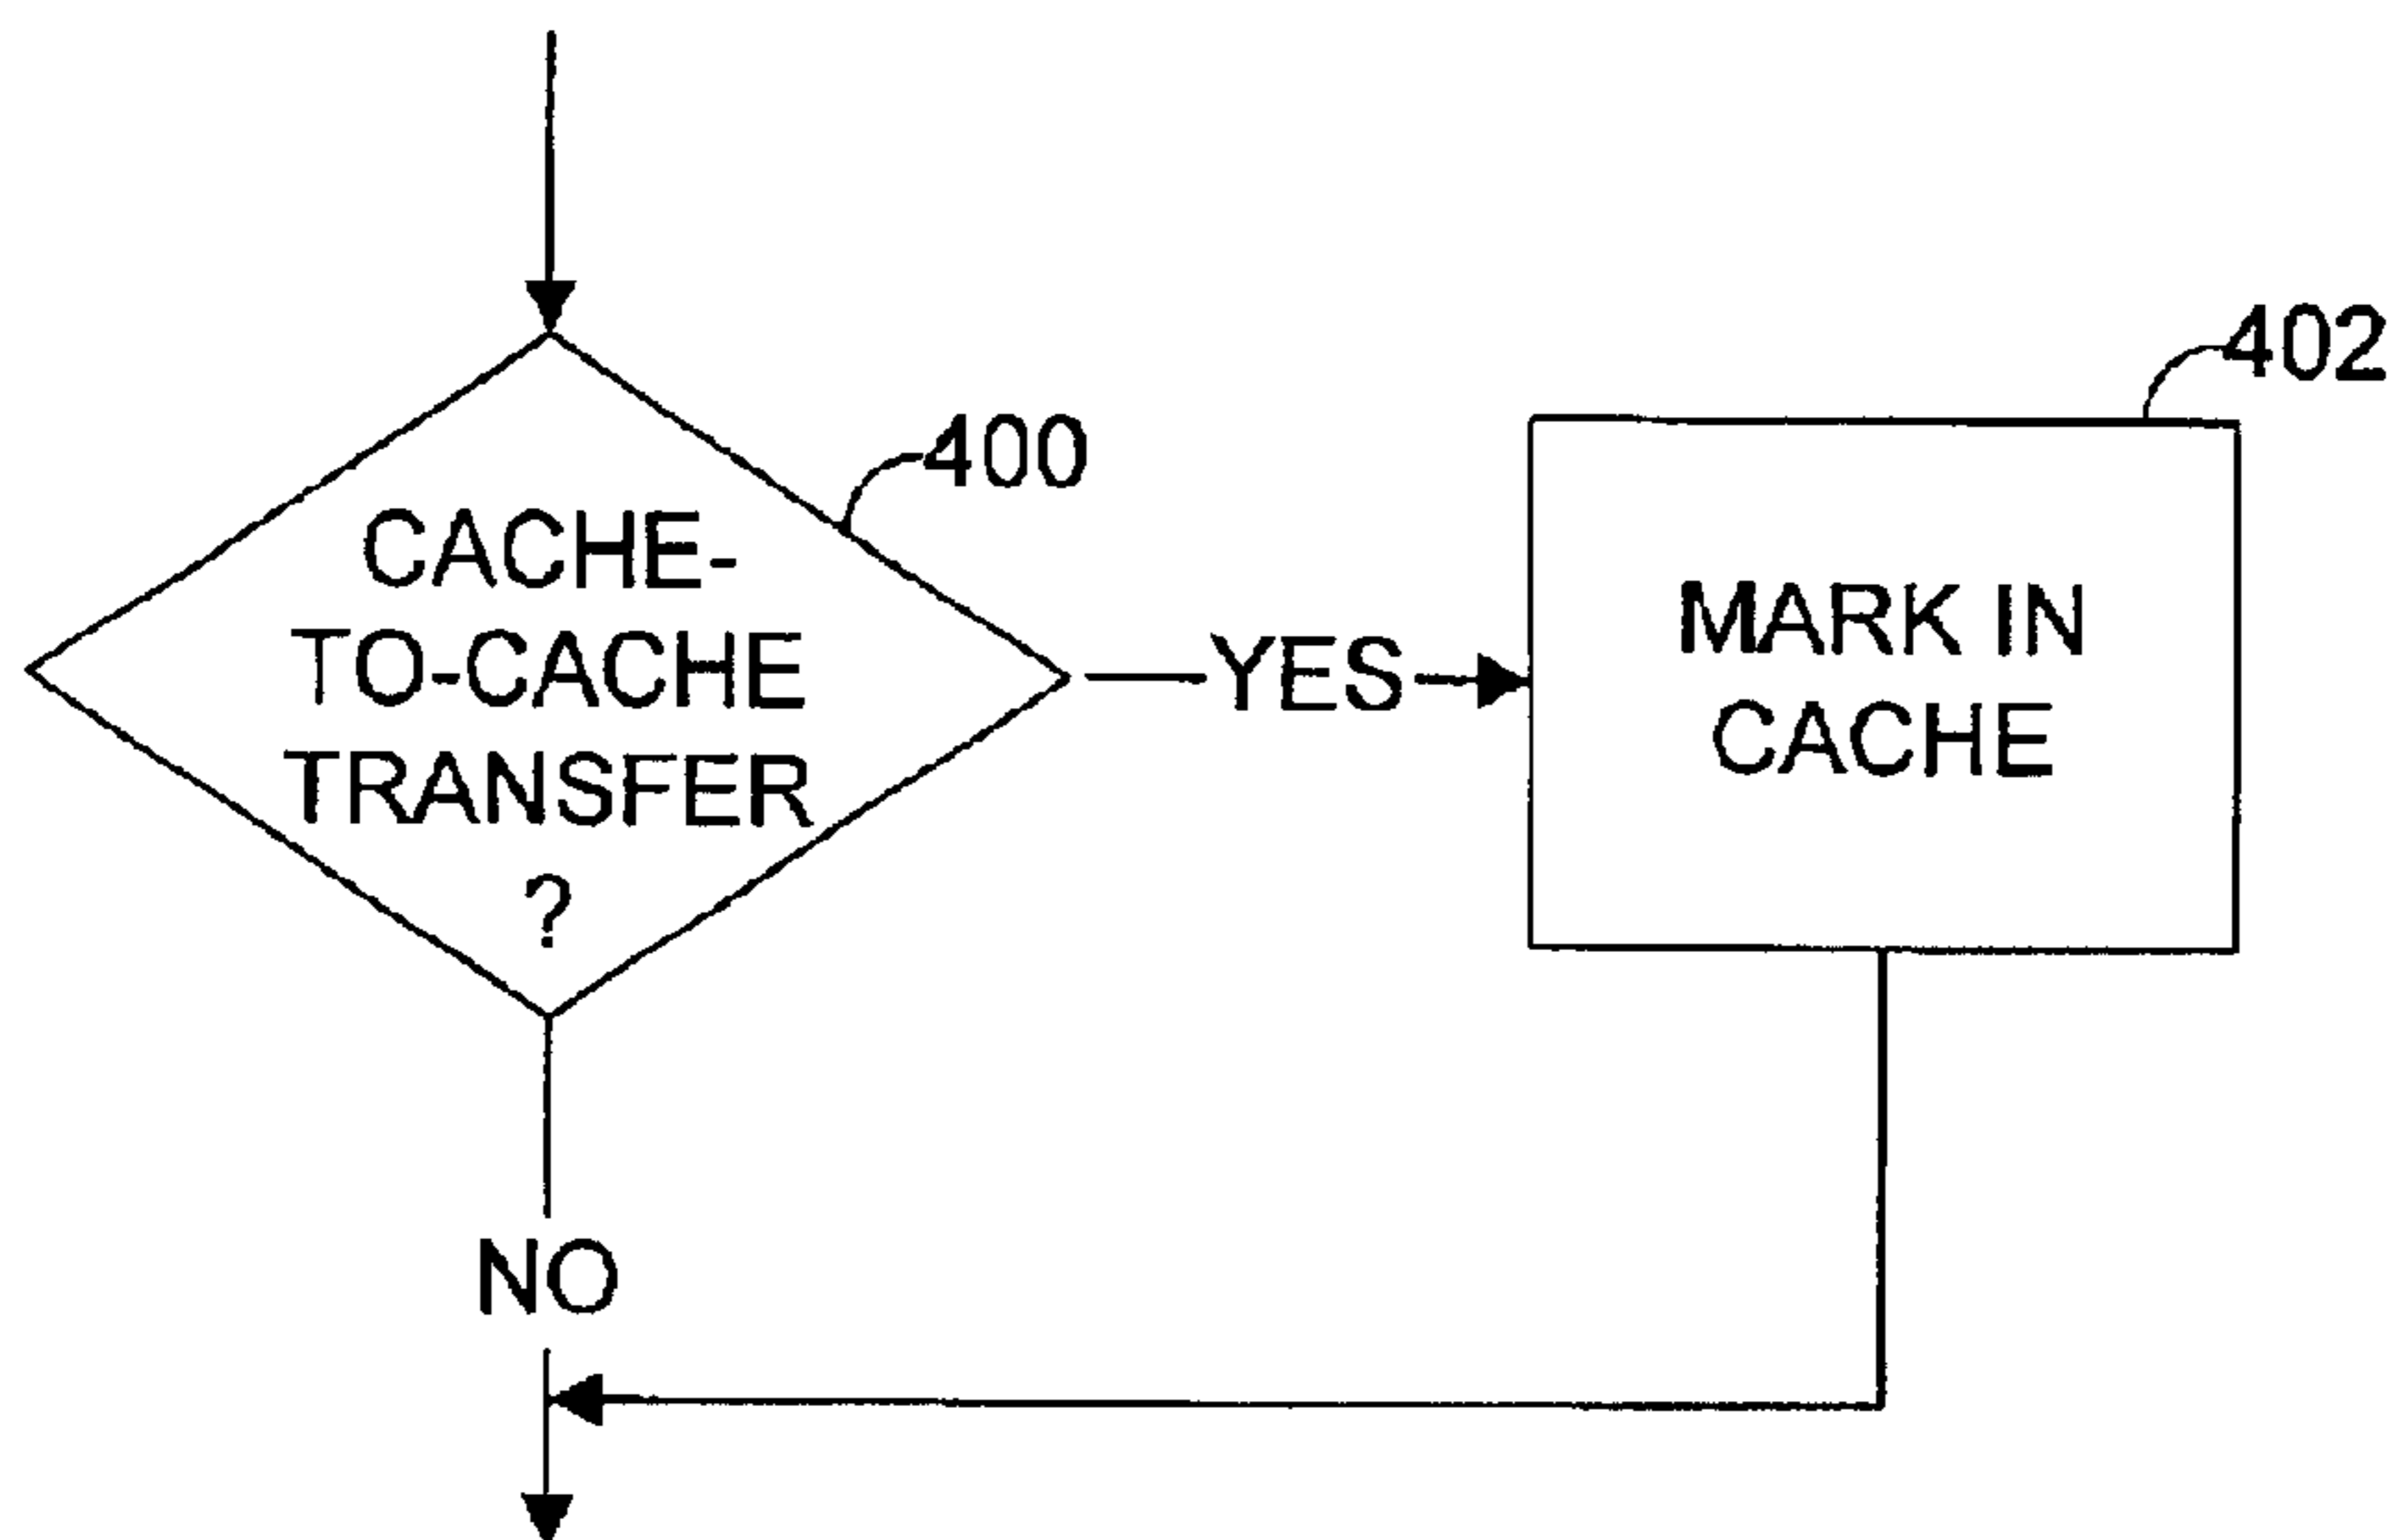 402
400
CACHE-
TO-CACHE
TRANSFER
?
YES
MARK IN
CACHE
NO